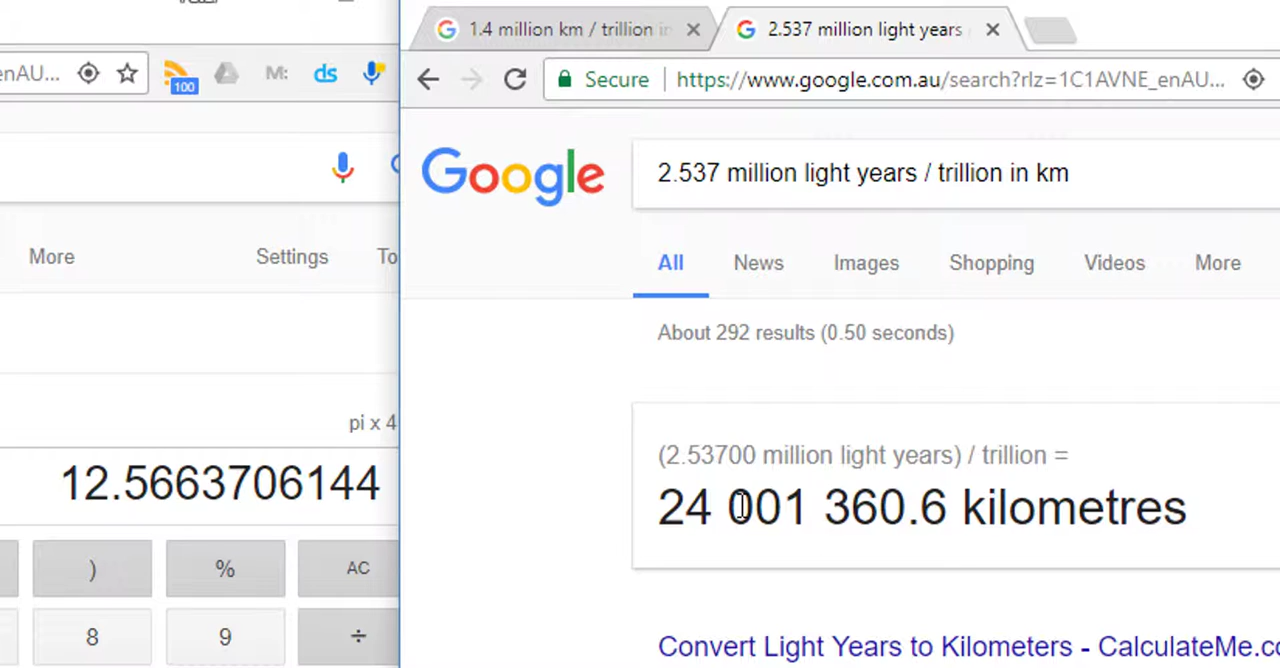 1.4 million km / trillion in
2.537 million light years
enAU...
100
M:
ds
Secure
https://www.google.com.au/search?rlz=1C1AVNE_enAU...
Google
2.537 million light years / trillion in km
More
Settings
To
All
News
Images
Shopping
Videos
More
About 292 results (0.50 seconds)
pi x 4
12.5663706144
(2.53700 million light years) / trillion =
24 001 360.6 kilometres
)
%
AC
8
9
÷
Convert Light Years to Kilometers - CalculateMe.co